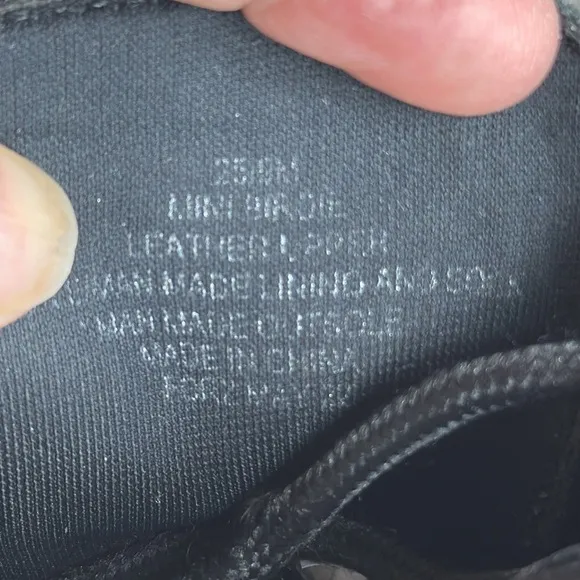 MINI BIRDIE
LEATHER UPPER
MAN MADE LINING AND SOCK
MAN MADE OUTSOLE
MADE IN CHINA